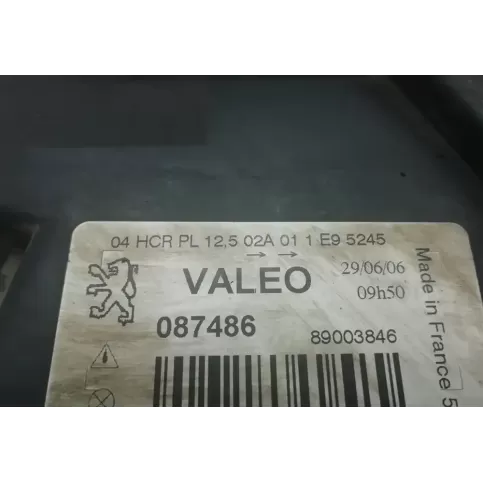 04 HCR PL 12,5 02A 01 1 E9 5245
→ →
VALEO
29/06/06
09h50
087486
89003846
Made in France 5